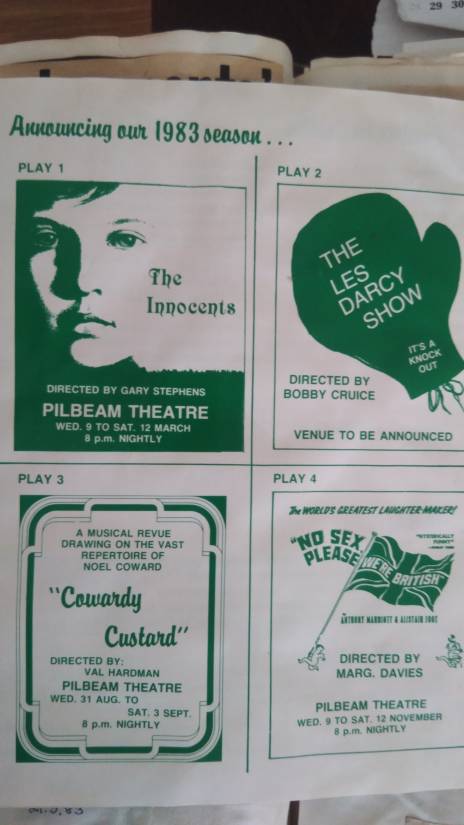 29 30
Announcing our 1983 season . . .
PLAY 1
The
Innocents
DIRECTED BY GARY STEPHENS
PILBEAM THEATRE
WED. 9 TO SAT. 12 MARCH
8 p.m. NIGHTLY
PLAY 2
THE
LES
DARCY
SHOW
IT'S A
KNOCK
OUT
DIRECTED BY
BOBBY CRUICE
VENUE TO BE ANNOUNCED
PLAY 3
A MUSICAL REVUE
DRAWING ON THE VAST
REPERTOIRE OF
NOEL COWARD
"Cowardy
Custard"
DIRECTED BY:
VAL HARDMAN
PILBEAM THEATRE
WED. 31 AUG. TO
SAT. 3 SEPT.
8 p.m. NIGHTLY
PLAY 4
The WORLD'S GREATEST LAUGHTER-MAKER!
"NO SEX
PLEASE
WE'RE BRITISH"
"HYSTERICALLY
FUNNY"
by ANTHONY MARRIOTT & ALISTAIR FOOT
DIRECTED BY
MARG. DAVIES
PILBEAM THEATRE
WED. 9 TO SAT. 12 NOVEMBER
8 p.m. NIGHTLY